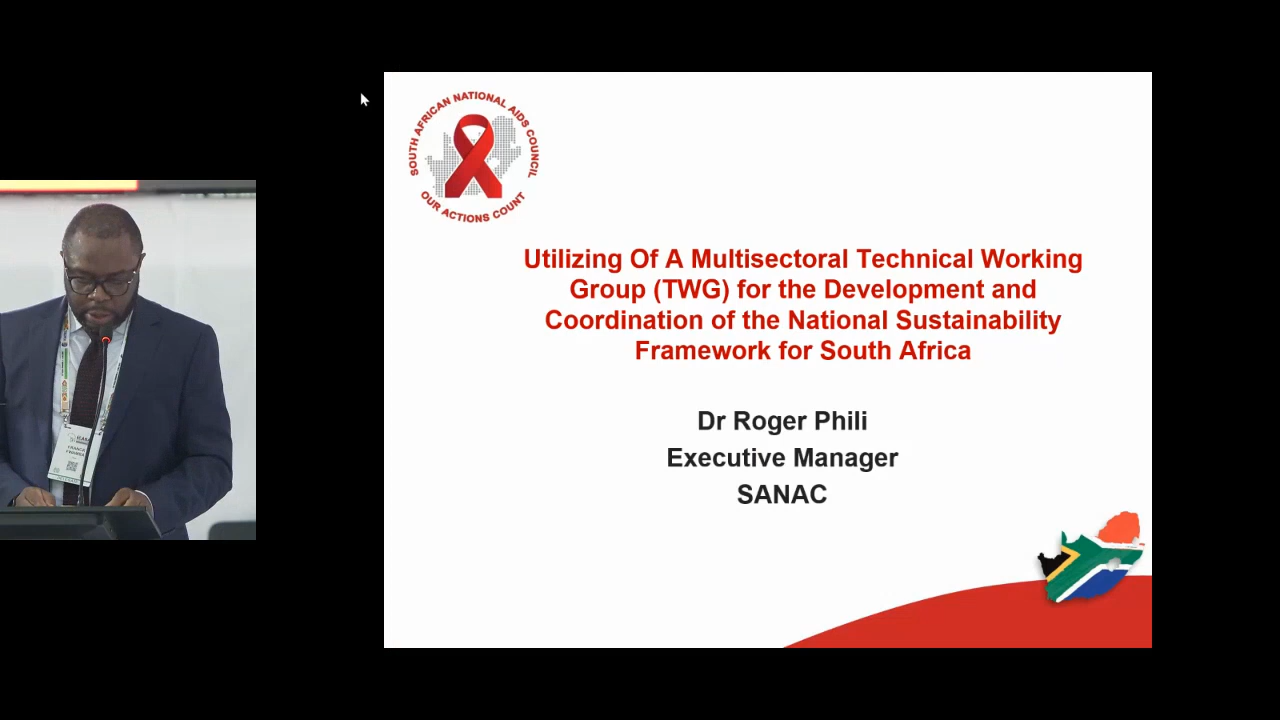 SOUTH AFRICAN NATIONAL AIDS COUNCIL
OUR ACTIONS COUNT
Utilizing Of A Multisectoral Technical Working
Group (TWG) for the Development and
Coordination of the National Sustainability
Framework for South Africa
Dr Roger Phili
Executive Manager
SANAC